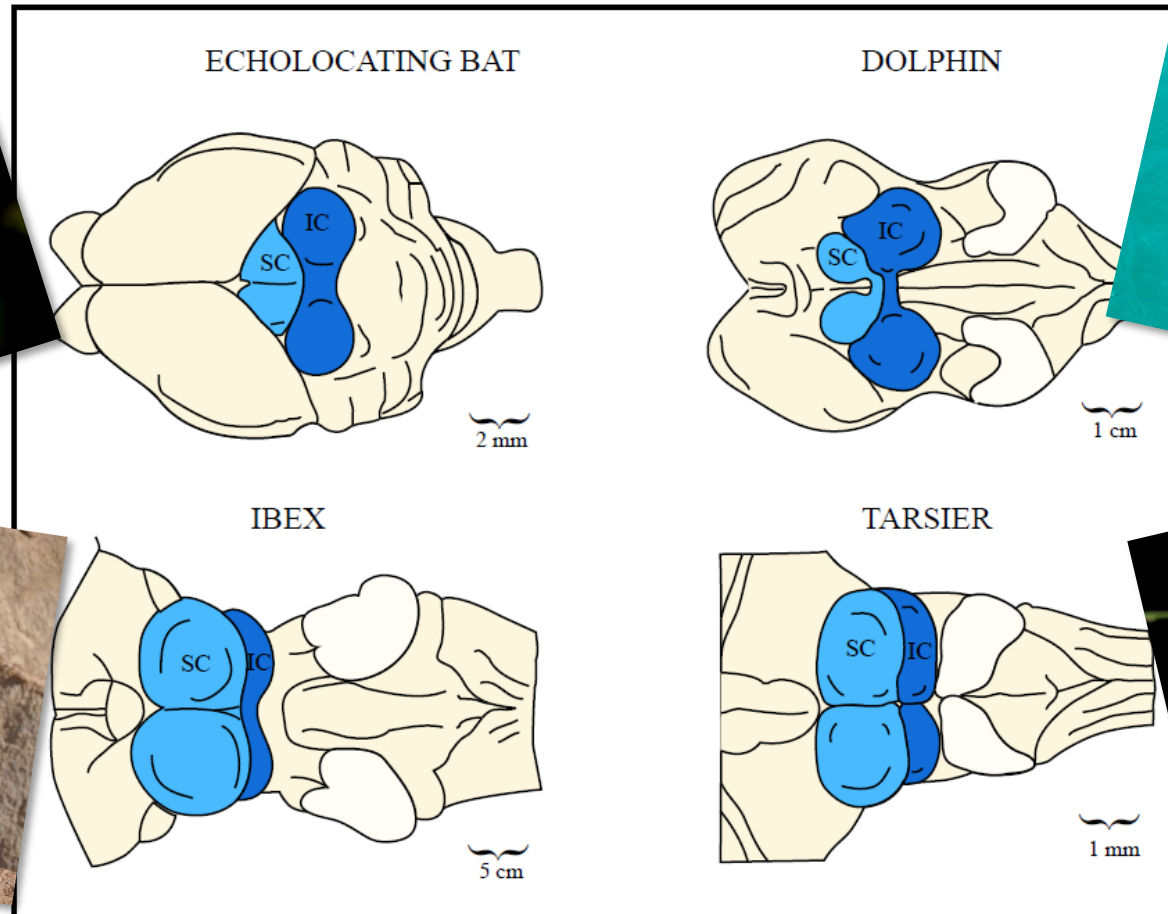 ECHOLOCATING BAT
DOLPHIN
IC
SC
2 mm
IC
SC
1 cm
IBEX
TARSIER
SC
IC
5 cm
SC
IC
1 mm